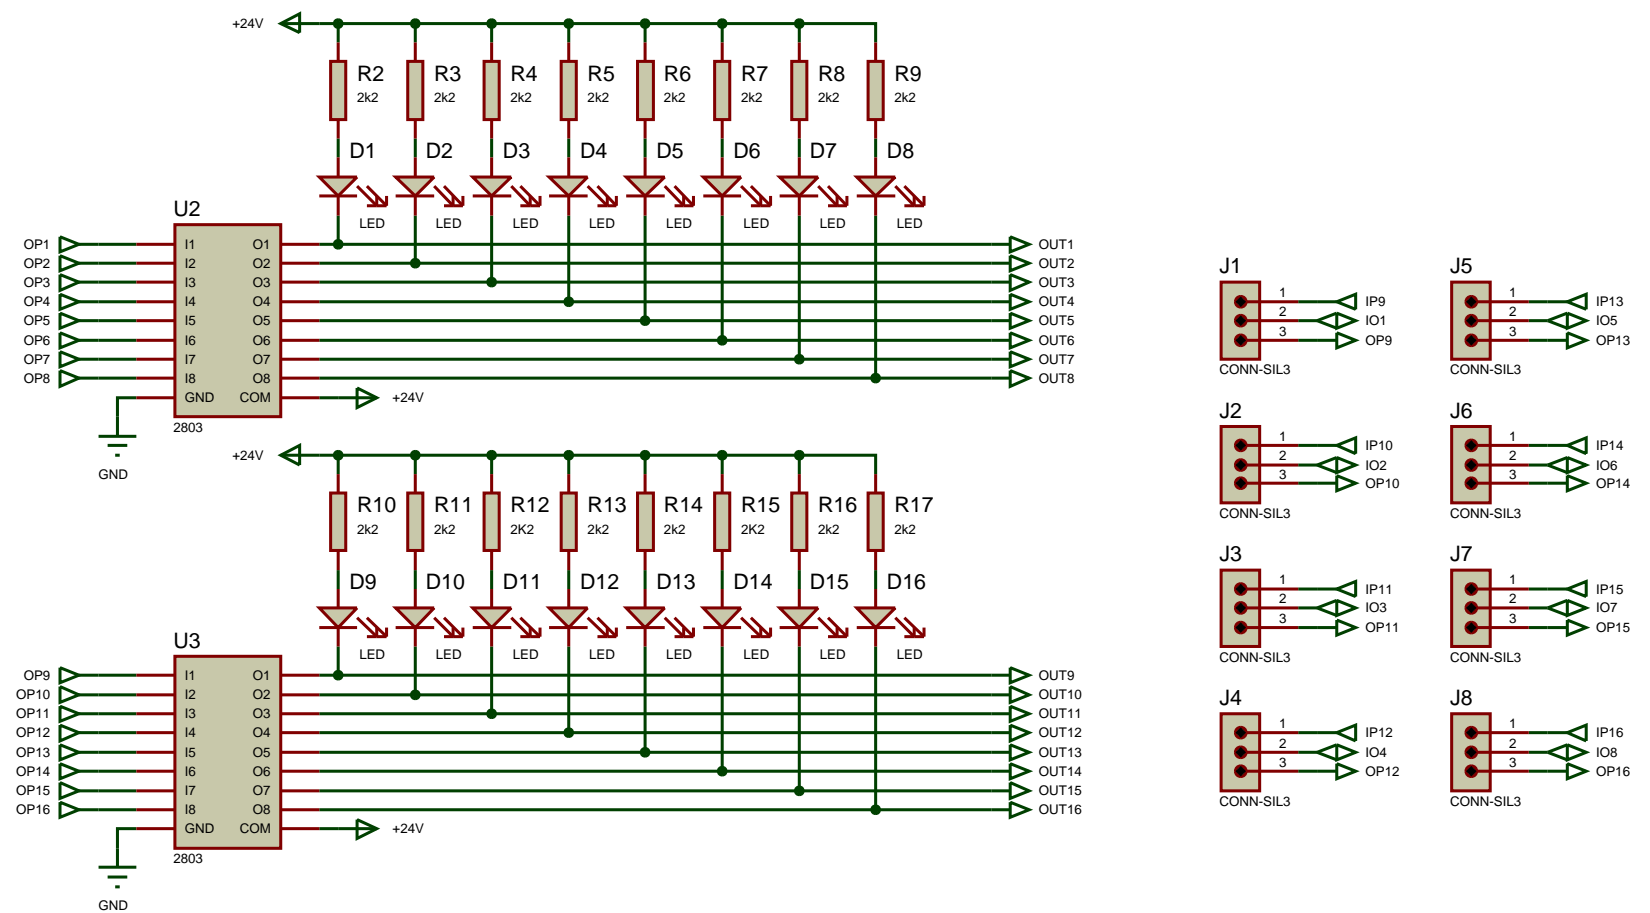 +24V
R2 R3 R4 R5 R6 R7 R8 R9
2k2 2k2 2k2 2k2 2k2 2k2 2k2 2k2
D1 D2 D3 D4 D5 D6 D7 D8
LED LED LED LED LED LED LED LED
U2
OP1 I1 O1 OUT1
OP2 I2 O2 OUT2
OP3 I3 O3 OUT3
OP4 I4 O4 OUT4
OP5 I5 O5 OUT5
OP6 I6 O6 OUT6
OP7 I7 O7 OUT7
OP8 I8 O8 OUT8
GND COM +24V
2803
GND
+24V
R10 R11 R12 R13 R14 R15 R16 R17
2k2 2k2 2K2 2k2 2k2 2K2 2k2 2k2
D9 D10 D11 D12 D13 D14 D15 D16
LED LED LED LED LED LED LED LED
U3
OP9 I1 O1 OUT9
OP10 I2 O2 OUT10
OP11 I3 O3 OUT11
OP12 I4 O4 OUT12
OP13 I5 O5 OUT13
OP14 I6 O6 OUT14
OP15 I7 O7 OUT15
OP16 I8 O8 OUT16
GND COM +24V
2803
GND
J1
1 IP9
2 IO1
3 OP9
CONN-SIL3
J2
1 IP10
2 IO2
3 OP10
CONN-SIL3
J3
1 IP11
2 IO3
3 OP11
CONN-SIL3
J4
1 IP12
2 IO4
3 OP12
CONN-SIL3
J5
1 IP13
2 IO5
3 OP13
CONN-SIL3
J6
1 IP14
2 IO6
3 OP14
CONN-SIL3
J7
1 IP15
2 IO7
3 OP15
CONN-SIL3
J8
1 IP16
2 IO8
3 OP16
CONN-SIL3